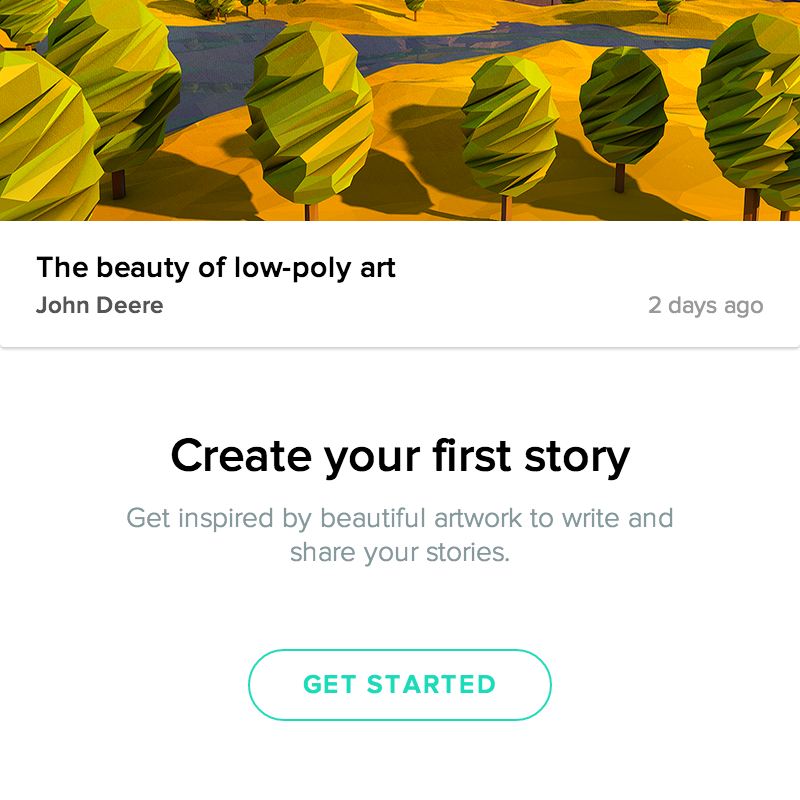 The beauty of low-poly art
John Deere
2 days ago
Create your first story
Get inspired by beautiful artwork to write and
share your stories.
GET STARTED